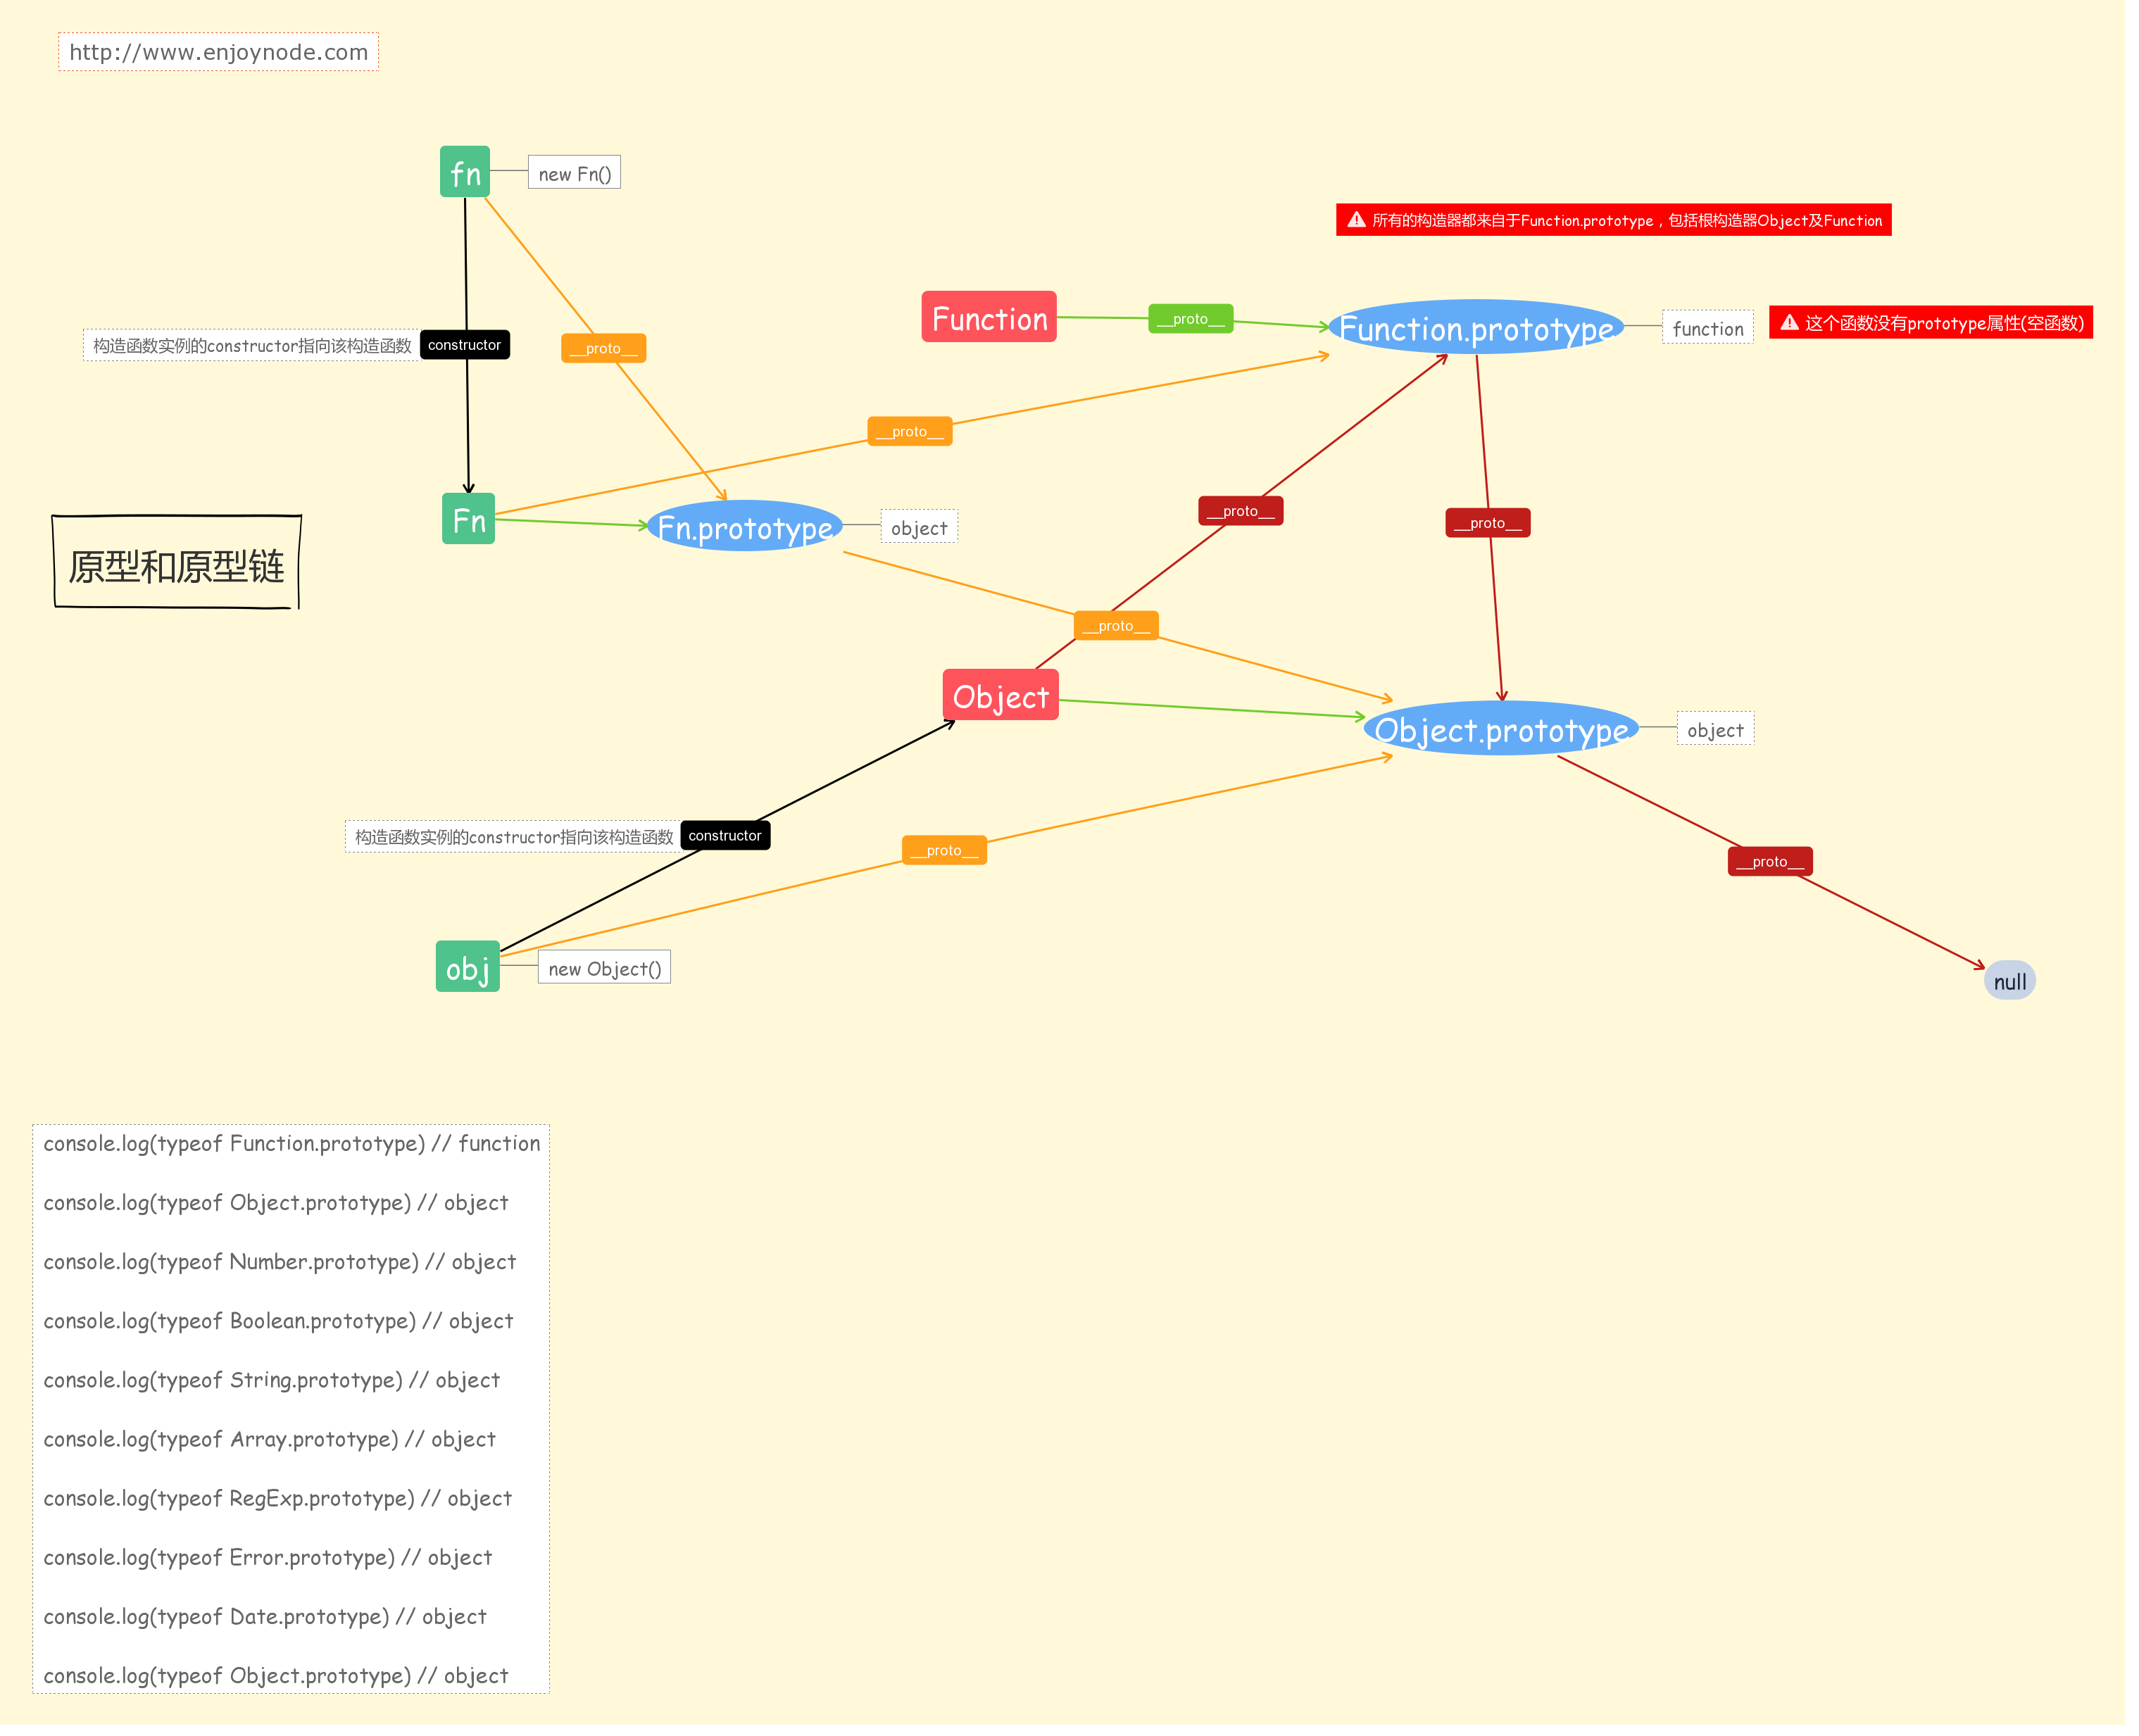 http://www.enjoynode.com
fn
new Fn()
所有的构造器都来自于Function.prototype，包括根构造器Object及Function
Function
__proto__
Function.prototype
function
这个函数没有prototype属性(空函数)
构造函数实例的constructor指向该构造函数
constructor
__proto__
__proto__
Fn
Fn.prototype
object
__proto__
__proto__
原型和原型链
__proto__
Object
Object.prototype
object
构造函数实例的constructor指向该构造函数
constructor
__proto__
__proto__
obj
new Object()
null
console.log(typeof Function.prototype) // function
console.log(typeof Object.prototype) // object
console.log(typeof Number.prototype) // object
console.log(typeof Boolean.prototype) // object
console.log(typeof String.prototype) // object
console.log(typeof Array.prototype) // object
console.log(typeof RegExp.prototype) // object
console.log(typeof Error.prototype) // object
console.log(typeof Date.prototype) // object
console.log(typeof Object.prototype) // object